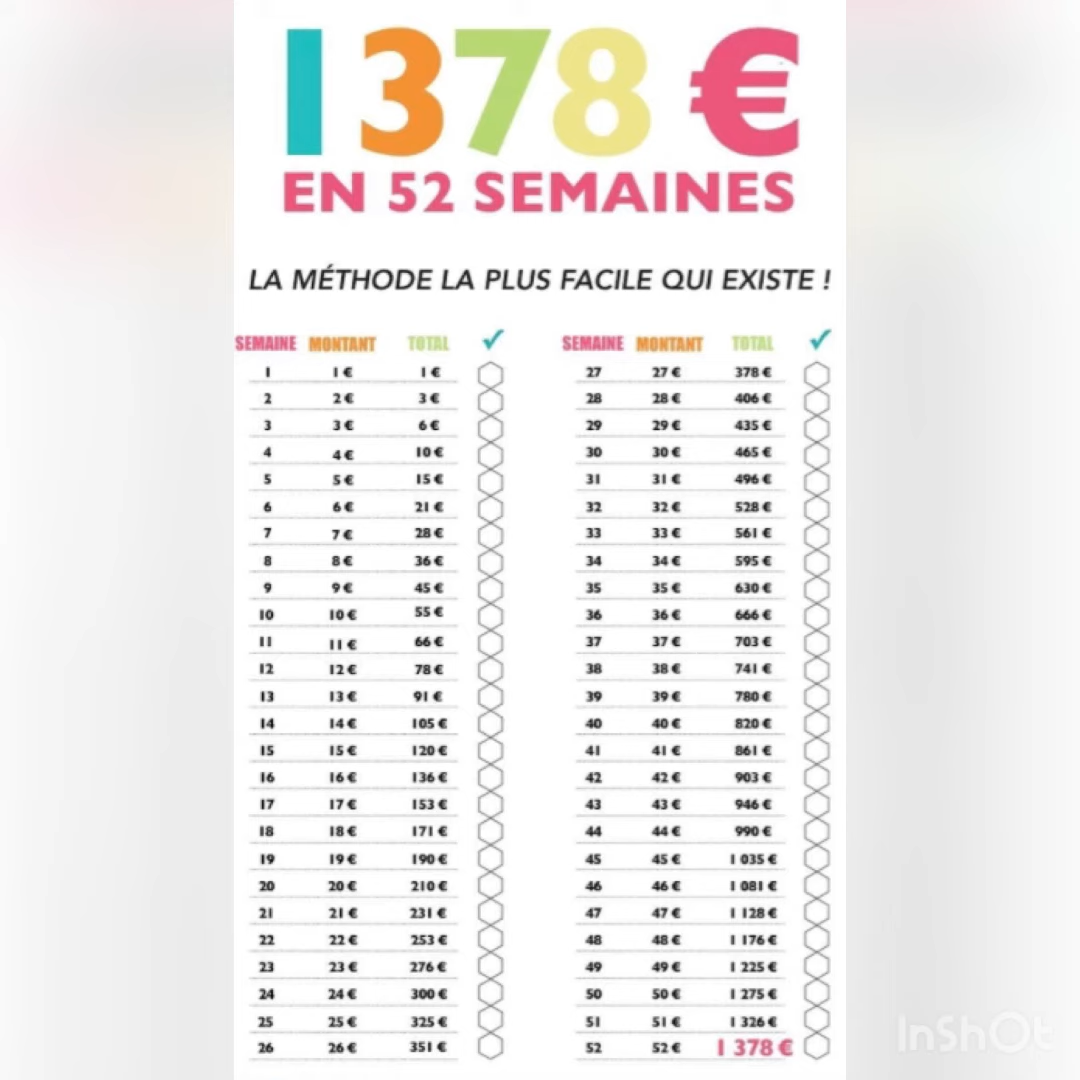 1 378 €
EN 52 SEMAINES
LA MÉTHODE LA PLUS FACILE QUI EXISTE !
SEMAINE MONTANT TOTAL ✓
1 1 € 1 €
2 2 € 3 €
3 3 € 6 €
4 4 € 10 €
5 5 € 15 €
6 6 € 21 €
7 7 € 28 €
8 8 € 36 €
9 9 € 45 €
10 10 € 55 €
11 11 € 66 €
12 12 € 78 €
13 13 € 91 €
14 14 € 105 €
15 15 € 120 €
16 16 € 136 €
17 17 € 153 €
18 18 € 171 €
19 19 € 190 €
20 20 € 210 €
21 21 € 231 €
22 22 € 253 €
23 23 € 276 €
24 24 € 300 €
25 25 € 325 €
26 26 € 351 €
SEMAINE MONTANT TOTAL ✓
27 27 € 378 €
28 28 € 406 €
29 29 € 435 €
30 30 € 465 €
31 31 € 496 €
32 32 € 528 €
33 33 € 561 €
34 34 € 595 €
35 35 € 630 €
36 36 € 666 €
37 37 € 703 €
38 38 € 741 €
39 39 € 780 €
40 40 € 820 €
41 41 € 861 €
42 42 € 903 €
43 43 € 946 €
44 44 € 990 €
45 45 € 1 035 €
46 46 € 1 081 €
47 47 € 1 128 €
48 48 € 1 176 €
49 49 € 1 225 €
50 50 € 1 275 €
51 51 € 1 326 €
52 52 € 1 378 €
InShOt